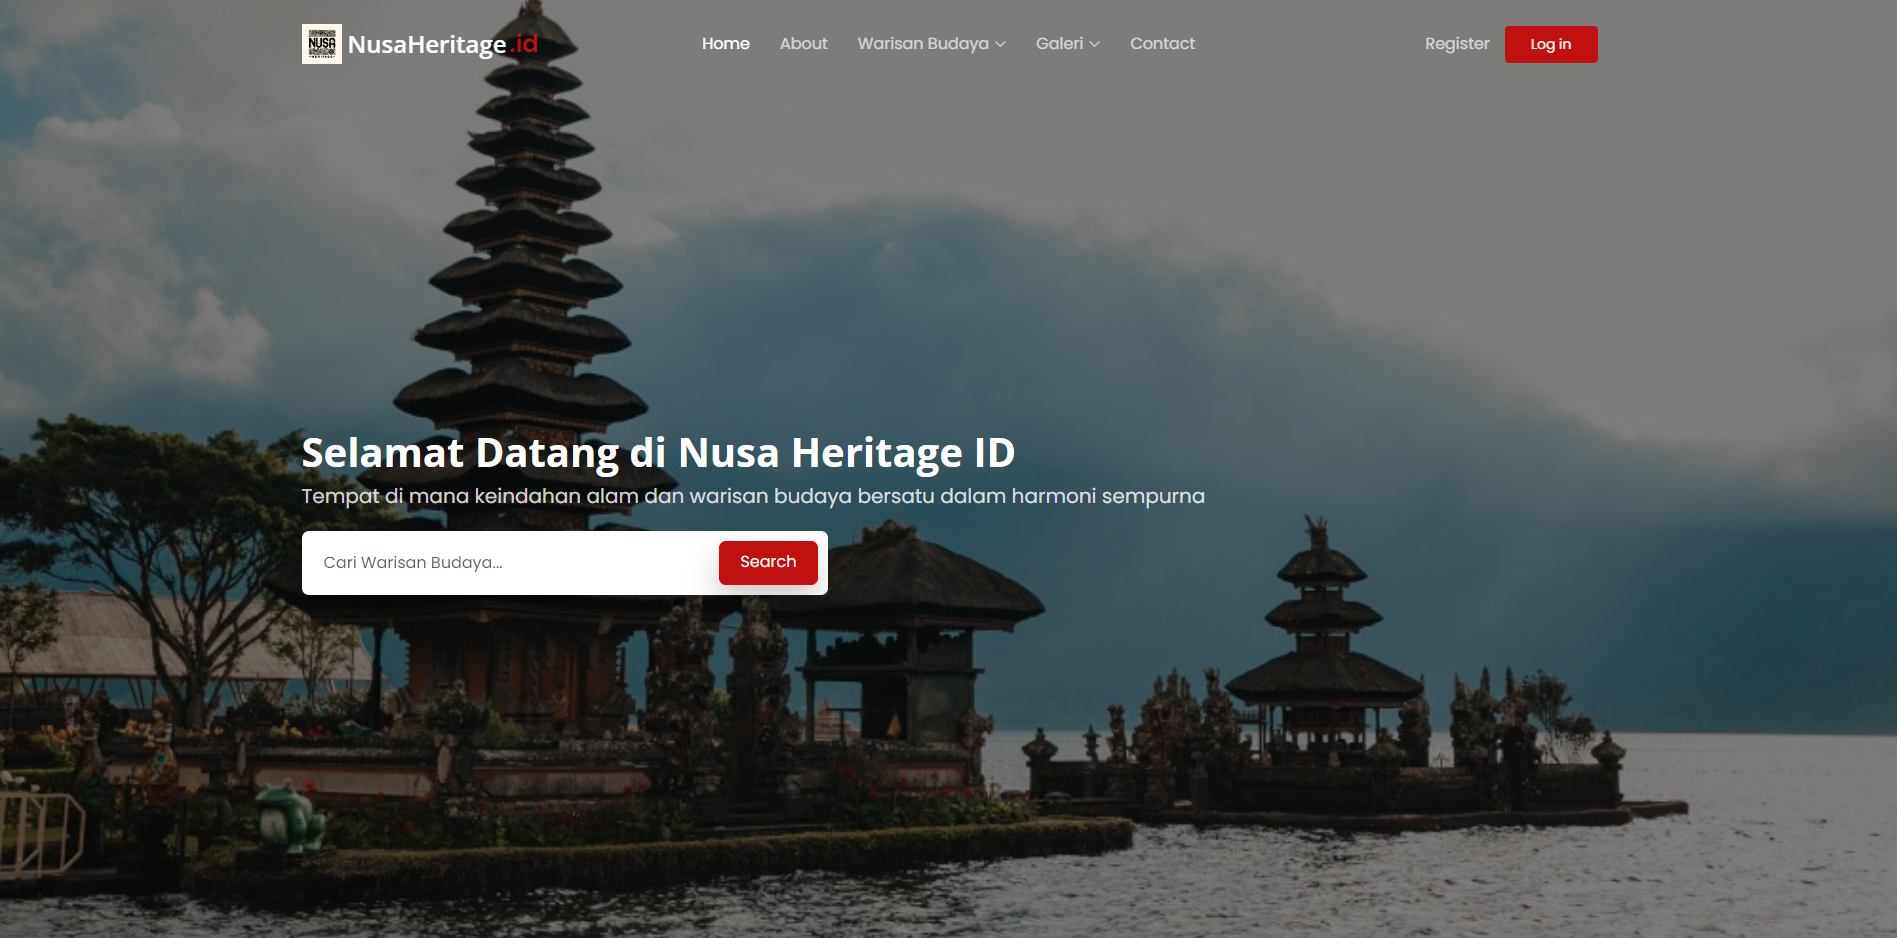 NUSA
HERITAGE
NusaHeritage.id
Home About Warisan Budaya Galeri Contact
Register Log in
Selamat Datang di Nusa Heritage ID
Tempat di mana keindahan alam dan warisan budaya bersatu dalam harmoni sempurna
Cari Warisan Budaya... Search